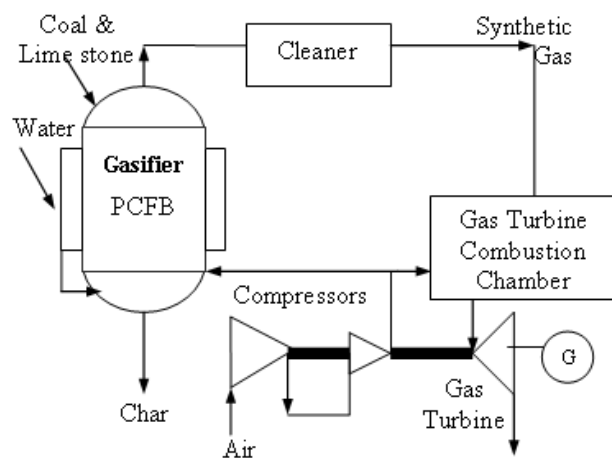 Coal &
Lime stone
Cleaner
Synthetic
Gas
Water
Gasifier
PCFB
Gas Turbine
Combustion
Chamber
Compressors
G
Char
Air
Gas
Turbine